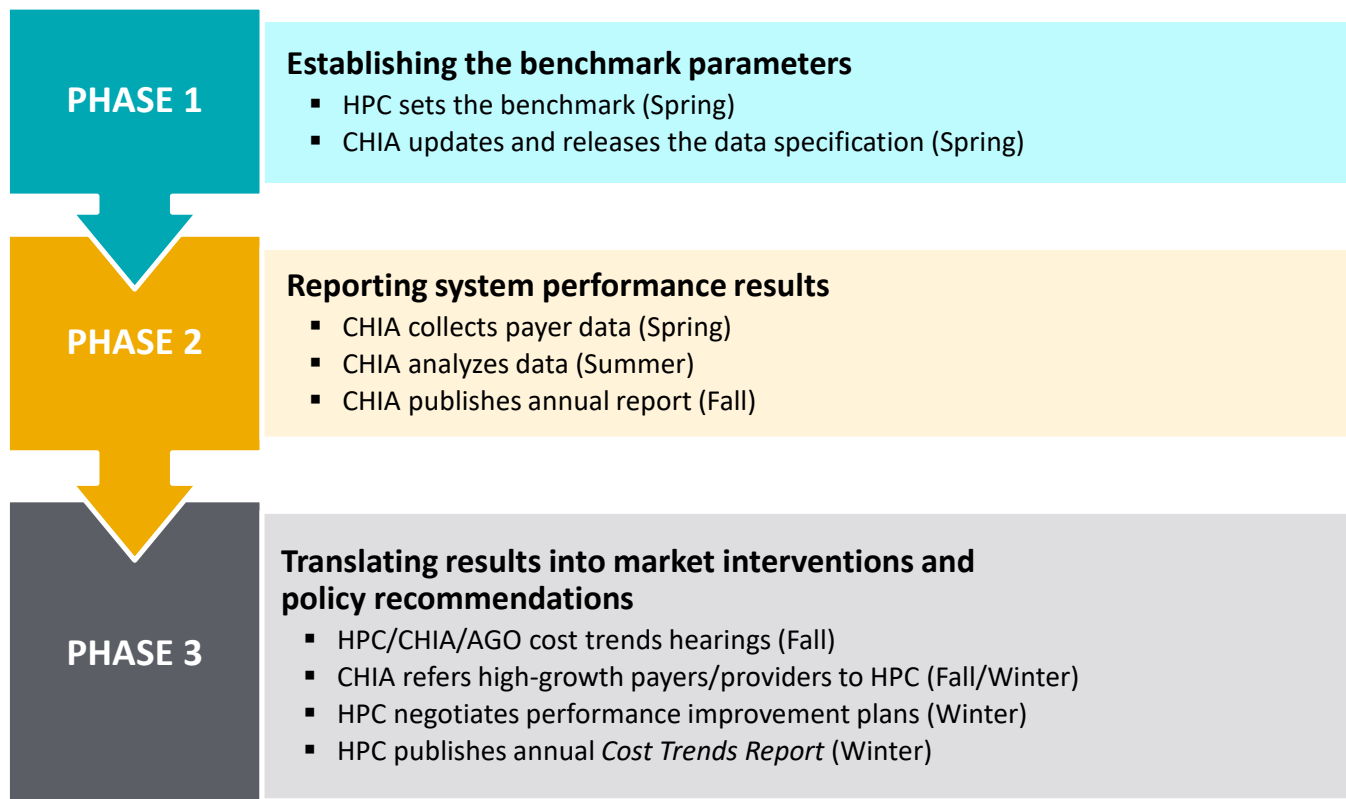 PHASE 1
Establishing the benchmark parameters
▪ HPC sets the benchmark (Spring)
▪ CHIA updates and releases the data specification (Spring)
PHASE 2
Reporting system performance results
▪ CHIA collects payer data (Spring)
▪ CHIA analyzes data (Summer)
▪ CHIA publishes annual report (Fall)
PHASE 3
Translating results into market interventions and
policy recommendations
▪ HPC/CHIA/AGO cost trends hearings (Fall)
▪ CHIA refers high-growth payers/providers to HPC (Fall/Winter)
▪ HPC negotiates performance improvement plans (Winter)
▪ HPC publishes annual Cost Trends Report (Winter)